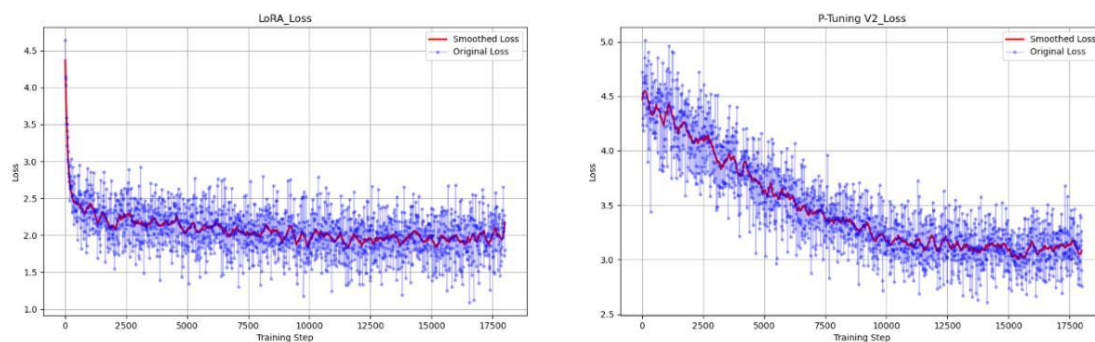 LoRA_Loss
Smoothed Loss
Original Loss
4.5
4.0
3.5
3.0
2.5
2.0
1.5
1.0
Loss
0 2500 5000 7500 10000 12500 15000 17500
Training Step
P-Tuning V2_Loss
Smoothed Loss
Original Loss
5.0
4.5
4.0
3.5
3.0
2.5
Loss
0 2500 5000 7500 10000 12500 15000 17500
Training Step